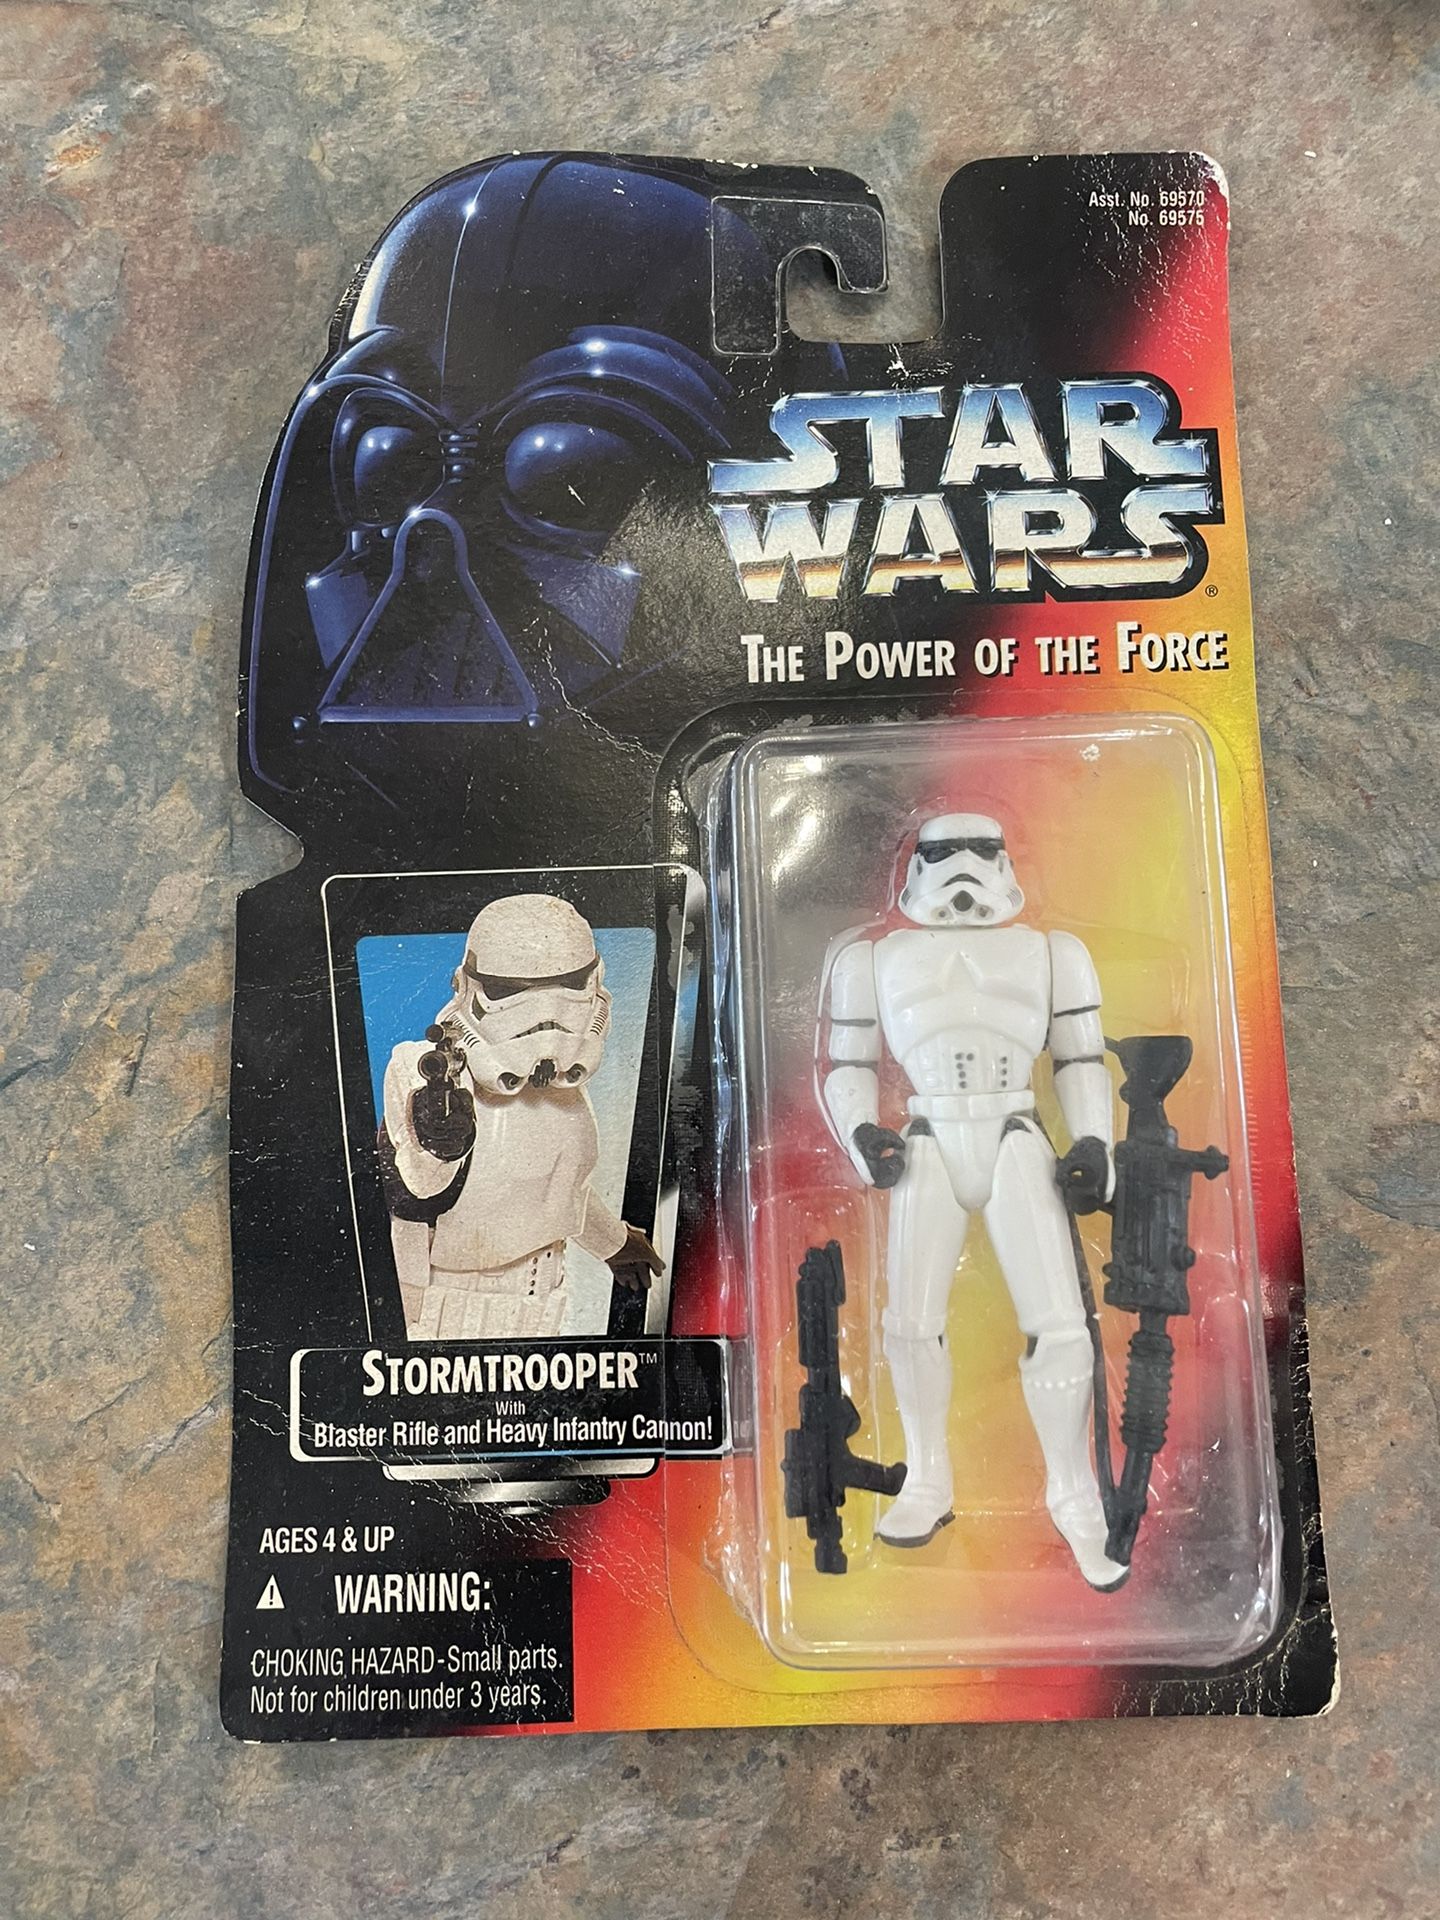 Asst. No. 69570
No. 69575
STAR
WARS
®
THE POWER OF THE FORCE
STORMTROOPER™
With
Blaster Rifle and Heavy Infantry Cannon!
AGES 4 & UP
WARNING:
CHOKING HAZARD-Small parts.
Not for children under 3 years.